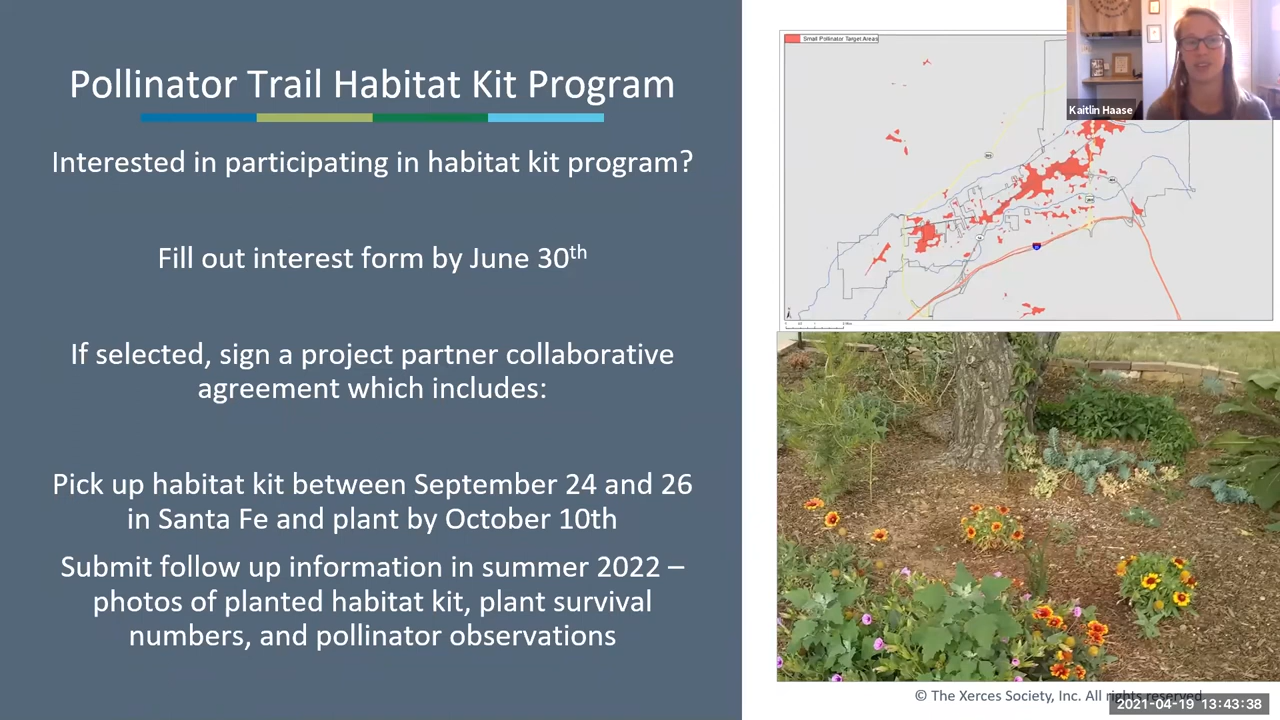 Pollinator Trail Habitat Kit Program
Interested in participating in habitat kit program?
Fill out interest form by June 30th
If selected, sign a project partner collaborative
agreement which includes:
Pick up habitat kit between September 24 and 26
in Santa Fe and plant by October 10th
Submit follow up information in summer 2022 –
photos of planted habitat kit, plant survival
numbers, and pollinator observations
Small Pollinator Target Areas
Kaitlin Haase
© The Xerces Society, Inc. All rights reserved
2021-04-19 13:43:38